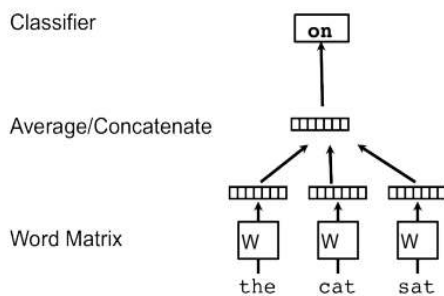 Classifier
on
Average/Concatenate
Word Matrix
W W W
the cat sat